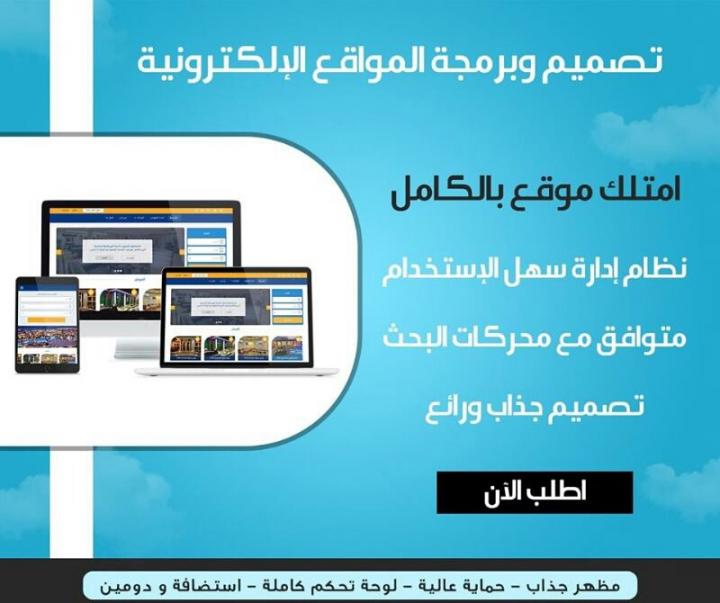 تصميم وبرمجة المواقع الإلكترونية
امتلك موقع بالكامل
نظام إدارة سهل الإستخدام
متوافق مع محركات البحث
تصميم جذاب ورائع
اطلب الآن
مظهر جذاب - حماية عالية - لوحة تحكم كاملة - استضافة و دومين